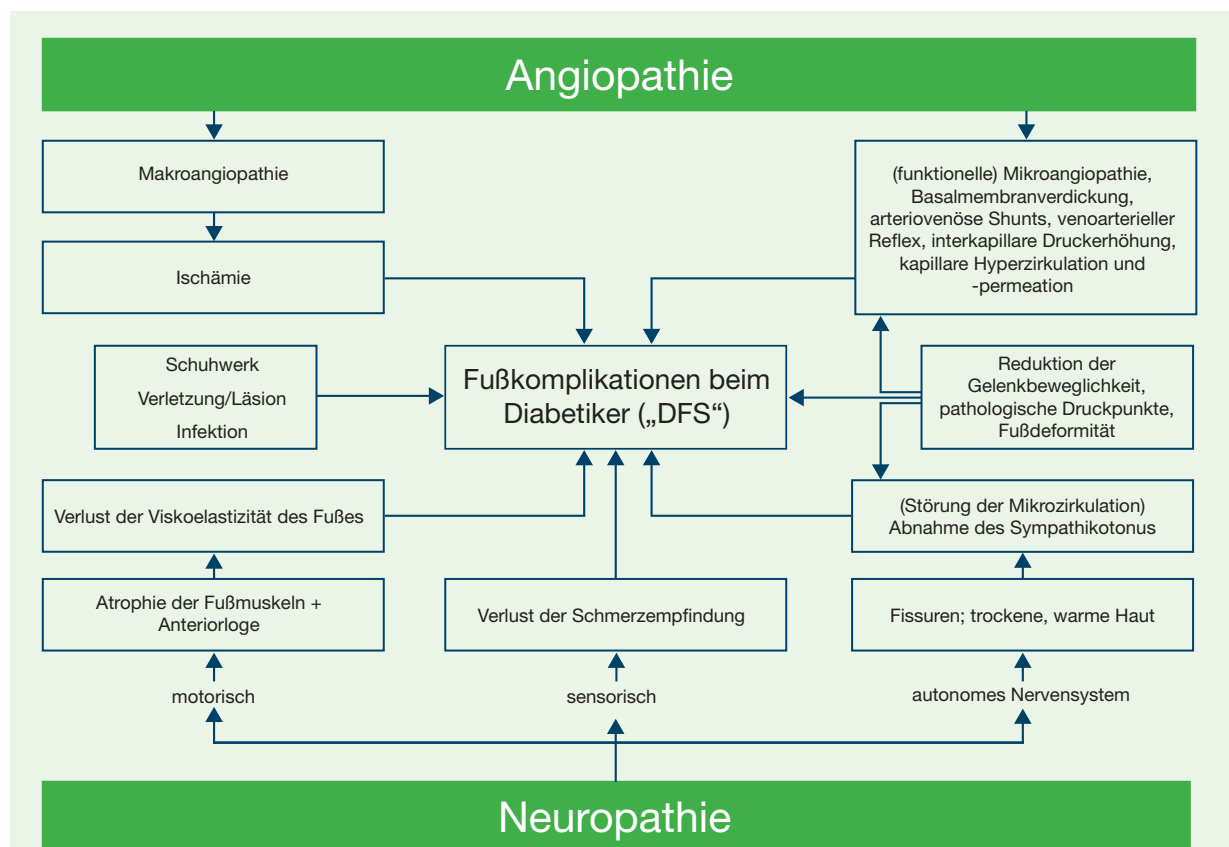 Angiopathie
Makroangiopathie
(funktionelle) Mikroangiopathie,
Basalmembranverdickung,
arteriovenöse Shunts, venoarterieller
Reflex, interkapillare Druckerhöhung,
kapillare Hyperzirkulation und
-permeation
Ischämie
Schuhwerk
Verletzung/Läsion
Infektion
Fußkomplikationen beim
Diabetiker („DFS“)
Reduktion der
Gelenkbeweglichkeit,
pathologische Druckpunkte,
Fußdeformität
Verlust der Viskoelastizität des Fußes
(Störung der Mikrozirkulation)
Abnahme des Sympathikotonus
Atrophie der Fußmuskeln +
Anteriorloge
Verlust der Schmerzempfindung
Fissuren; trockene, warme Haut
motorisch
sensorisch
autonomes Nervensystem
Neuropathie